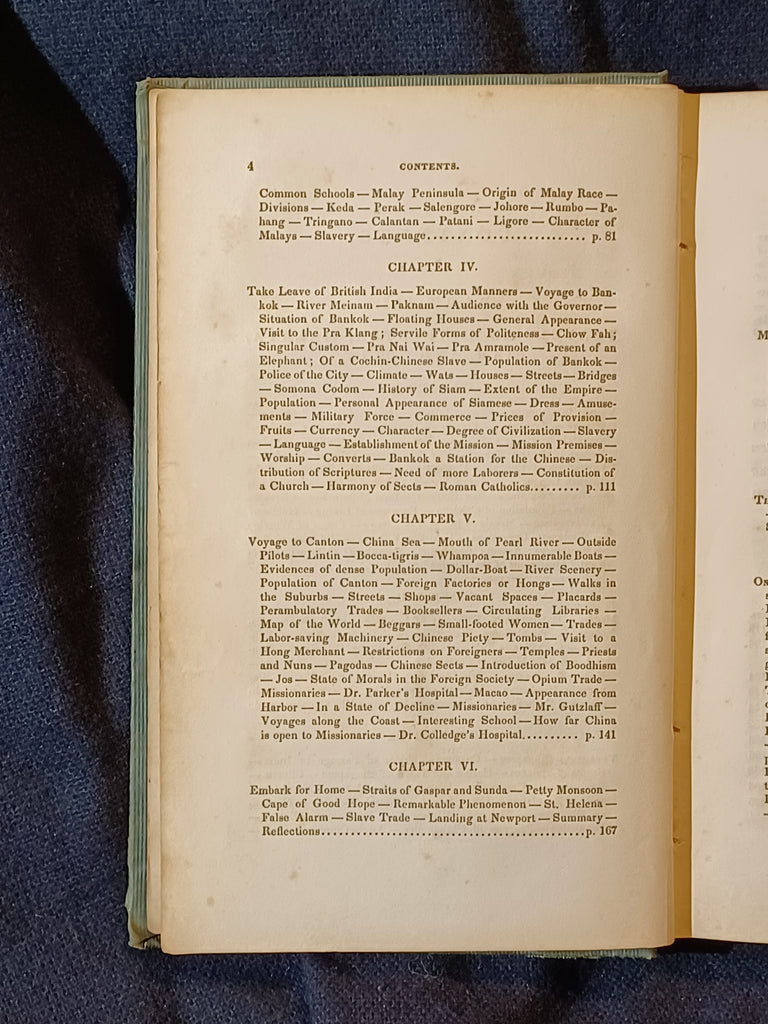 4 CONTENTS.
Common Schools — Malay Peninsula — Origin of Malay Race —
Divisions — Keda — Perak — Salengore — Johore — Rumbo — Pa-
hang — Tringano — Calantan — Patani — Ligore — Character of
Malays — Slavery — Language........................... p. 81
CHAPTER IV.
Take Leave of British India — European Manners — Voyage to Ban-
kok — River Meinam — Paknam — Audience with the Governor —
Situation of Bankok — Floating Houses — General Appearance —
Visit to the Pra Klang; Servile Forms of Politeness — Chow Fah;
Singular Custom — Pra Nai Wai — Pra Amramole — Present of an
Elephant; Of a Cochin-Chinese Slave — Population of Bankok —
Police of the City — Climate — Wats — Houses — Streets — Bridges
— Somona Codom — History of Siam — Extent of the Empire —
Population — Personal Appearance of Siamese — Dress — Amuse-
ments — Military Force — Commerce — Prices of Provision —
Fruits — Currency — Character — Degree of Civilization — Slavery
— Language — Establishment of the Mission — Mission Premises —
Worship — Converts — Bankok a Station for the Chinese — Dis-
tribution of Scriptures — Need of more Laborers — Constitution of
a Church — Harmony of Sects — Roman Catholics......... p. 111
CHAPTER V.
Voyage to Canton — China Sea — Mouth of Pearl River — Outside
Pilots — Lintin — Bocca-tigris — Whampoa — Innumerable Boats —
Evidences of dense Population — Dollar-Boat — River Scenery —
Population of Canton — Foreign Factories or Hongs — Walks in
the Suburbs — Streets — Shops — Vacant Spaces — Placards —
Perambulatory Trades — Booksellers — Circulating Libraries —
Map of the World — Beggars — Small-footed Women — Trades —
Labor-saving Machinery — Chinese Piety — Tombs — Visit to a
Hong Merchant — Restrictions on Foreigners — Temples — Priests
and Nuns — Pagodas — Chinese Sects — Introduction of Boodhism
— Jos — State of Morals in the Foreign Society — Opium Trade —
Missionaries — Dr. Parker's Hospital — Macao — Appearance from
Harbor — In a State of Decline — Missionaries — Mr. Gutzlaff —
Voyages along the Coast — Interesting School — How far China
is open to Missionaries — Dr. Colledge's Hospital.......... p. 141
CHAPTER VI.
Embark for Home — Straits of Gaspar and Sunda — Petty Monsoon —
Cape of Good Hope — Remarkable Phenomenon — St. Helena —
False Alarm — Slave Trade — Landing at Newport — Summary —
Reflections............................................p. 167